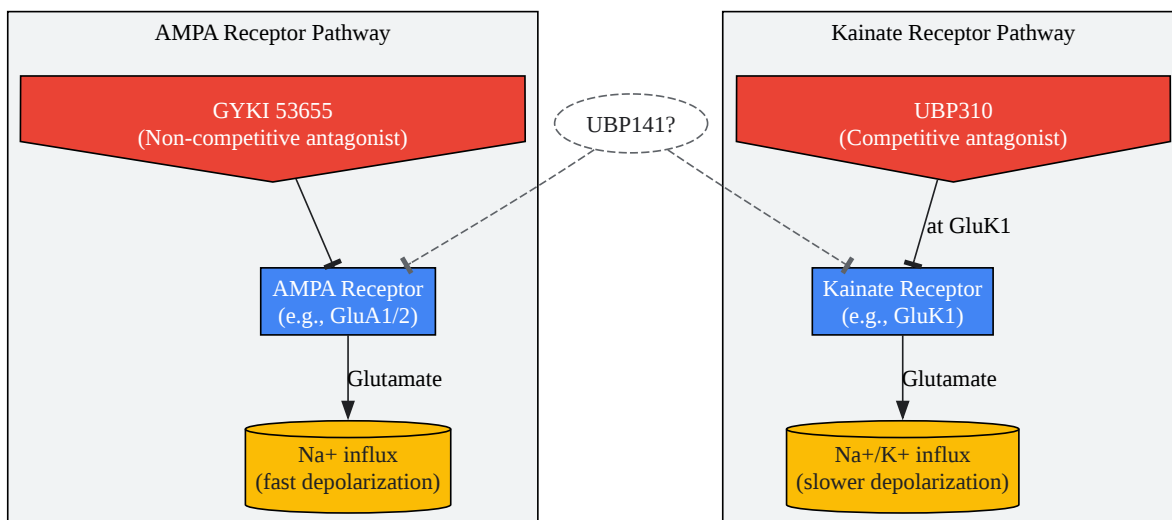 AMPA Receptor Pathway
GYKI 53655
(Non-competitive antagonist)
AMPA Receptor
(e.g., GluA1/2)
Glutamate
Na+ influx
(fast depolarization)
UBP141?
Kainate Receptor Pathway
UBP310
(Competitive antagonist)
at GluK1
Kainate Receptor
(e.g., GluK1)
Glutamate
Na+/K+ influx
(slower depolarization)